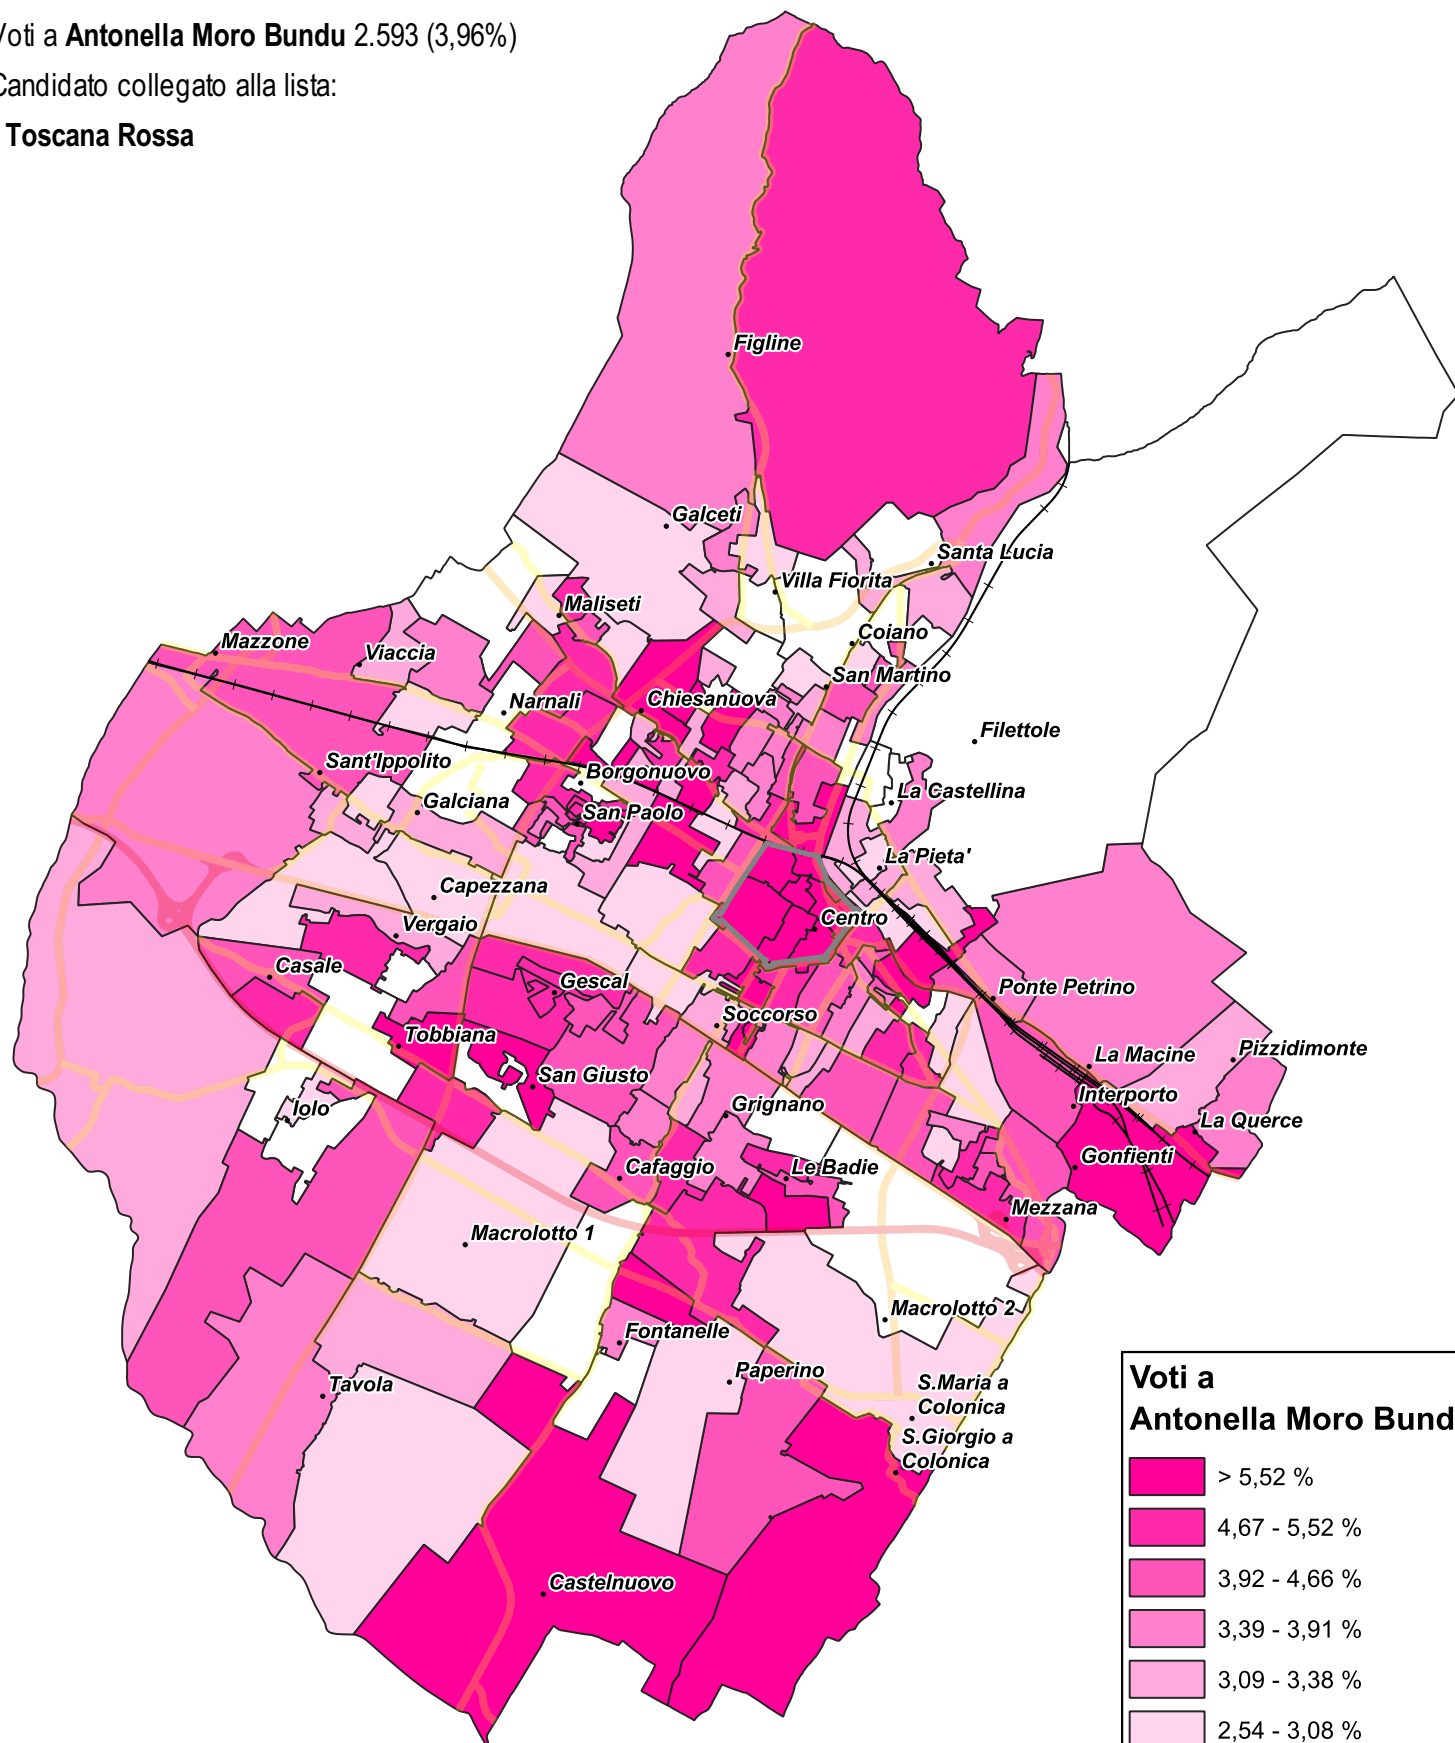 Voti a Antonella Moro Bundu 2.593 (3,96%)
Candidato collegato alla lista:
Toscana Rossa
Figline
Galceti
Santa Lucia
Villa Fiorita
Maliseti
Coiano
Mazzone
Viaccia
San Martino
Narnali
Chiesanuova
Filettole
Sant'Ippolito
Borgonuovo
Galciana
La Castellina
San Paolo
La Pieta'
Capezzana
Centro
Vergaio
Casale
Gescal
Ponte Petrino
Soccorso
Tobbiana
La Macine
Pizzidimonte
San Giusto
Interporto
Iolo
Grignano
La Querce
Gonfienti
Cafaggio
Le Badie
Mezzana
Macrolotto 1
Macrolotto 2
Fontanelle
Paperino
Tavola
S.Maria a
Colonica
S.Giorgio a
Colonica
Castelnuovo
Voti a
Antonella Moro Bund
> 5,52 %
4,67 - 5,52 %
3,92 - 4,66 %
3,39 - 3,91 %
3,09 - 3,38 %
2,54 - 3,08 %